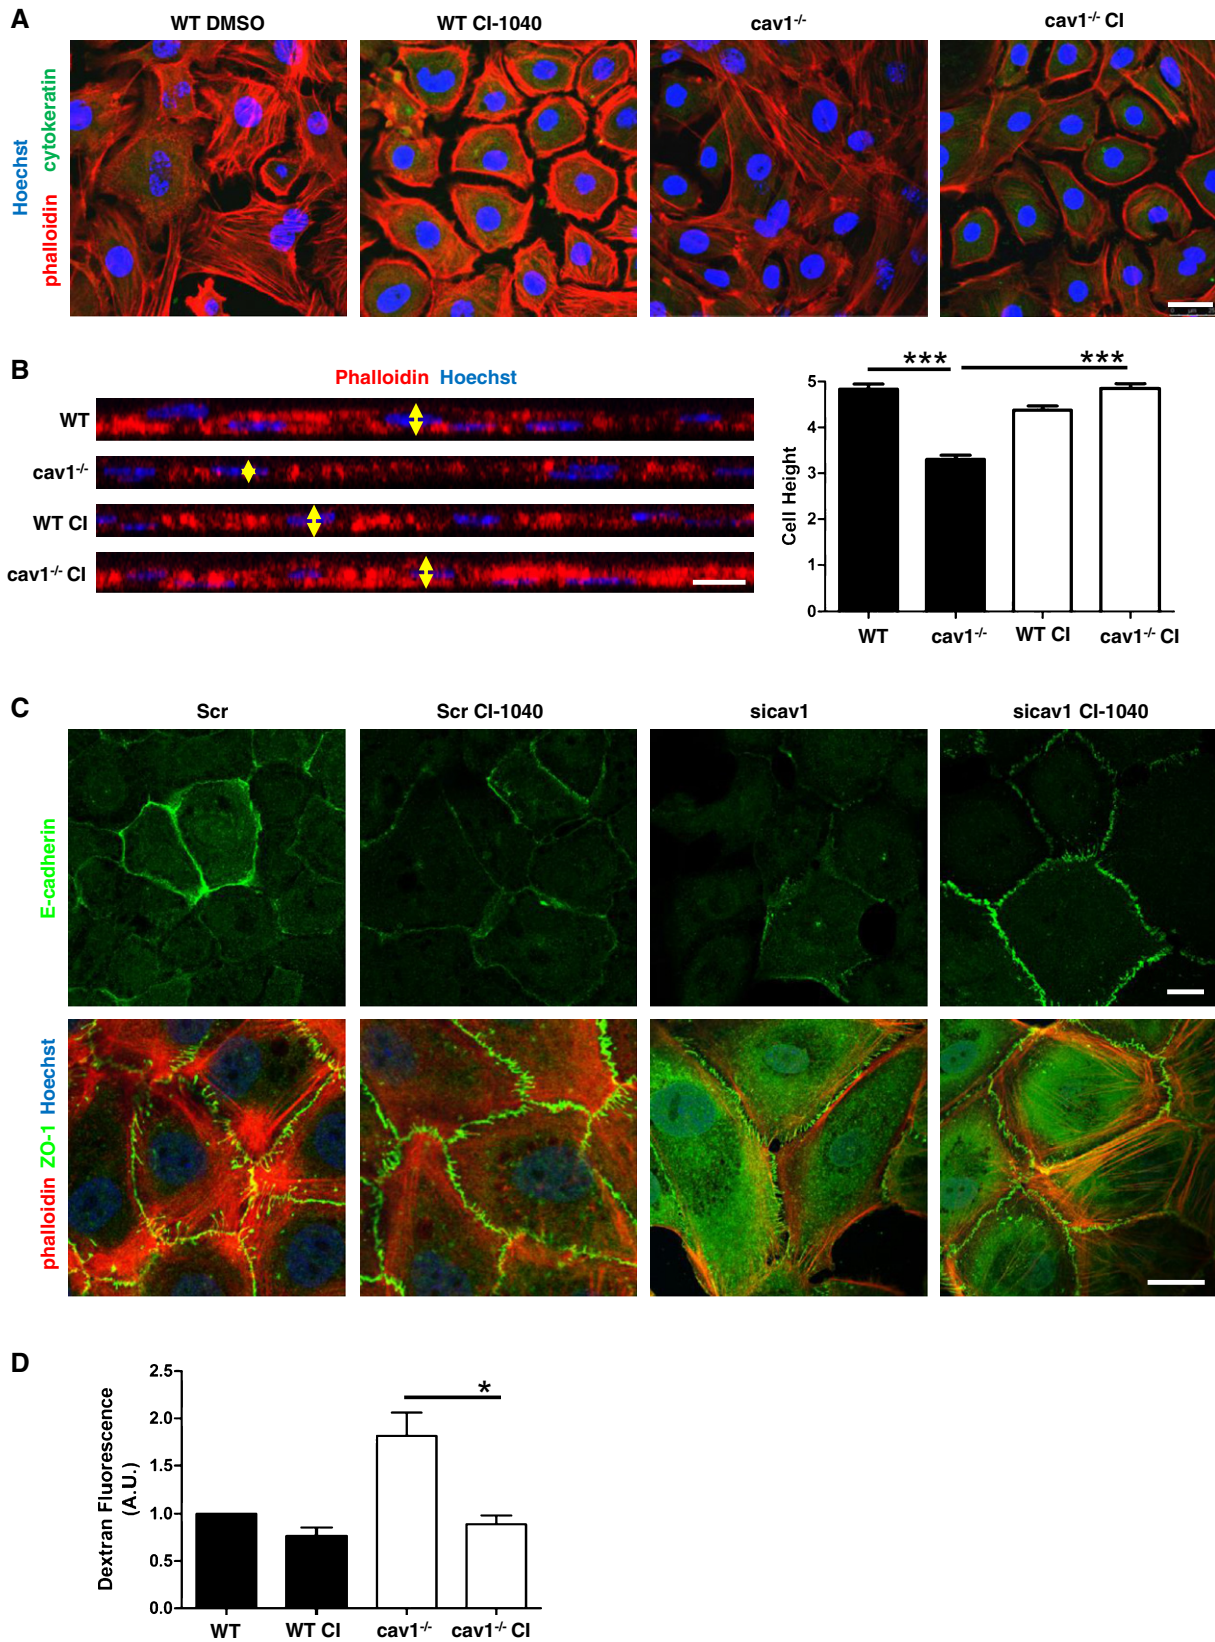 A
WT DMSO
WT CI-1040
cav1-/-
cav1-/- CI
Hoechst
phalloidin cytokeratin
B
Phalloidin Hoechst
WT
cav1-/-
WT CI
cav1-/- CI
***
***
Cell Height
5
4
3
2
1
0
WT
cav1-/-
WT CI
cav1-/- CI
C
Scr
Scr CI-1040
sicav1
sicav1 CI-1040
E-cadherin
phalloidin ZO-1 Hoechst
D
Dextran Fluorescence
(A.U.)
2.5
2.0
1.5
1.0
0.5
0.0
*
WT
WT CI
cav1-/-
cav1-/- CI